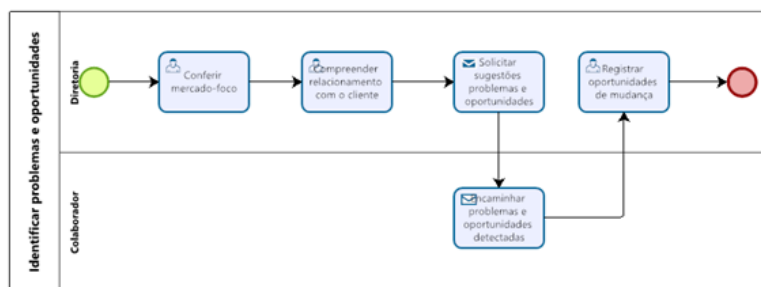 Identificar problemas e oportunidades
Diretoria
Conferir
mercado-foco
Compreender
relacionamento
com o cliente
Solicitar
sugestões
problemas e
oportunidades
Registrar
oportunidades
de mudança
Colaborador
Encaminhar
problemas e
oportunidades
detectadas